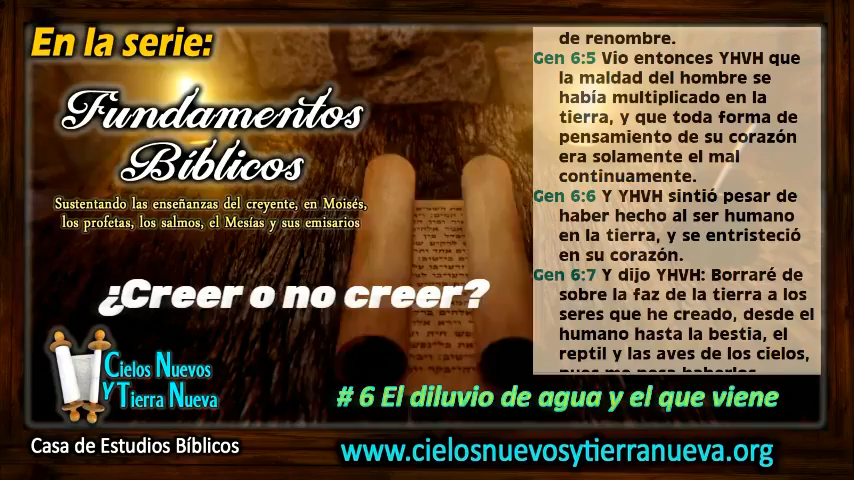 En la serie:
Fundamentos
Bíblicos
Sustentando las enseñanzas del creyente, en Moisés,
los profetas, los salmos, el Mesías y sus emisarios
¿Creer o no creer?
Cielos Nuevos
Y Tierra Nueva
Casa de Estudios Bíblicos
de renombre.
Gen 6:5 Vio entonces YHVH que
la maldad del hombre se
había multiplicado en la
tierra, y que toda forma de
pensamiento de su corazón
era solamente el mal
continuamente.
Gen 6:6 Y YHVH sintió pesar de
haber hecho al ser humano
en la tierra, y se entristeció
en su corazón.
Gen 6:7 Y dijo YHVH: Borraré de
sobre la faz de la tierra a los
seres que he creado, desde el
humano hasta la bestia, el
reptil y las aves de los cielos,
pues me pesa haberlos
# 6 El diluvio de agua y el que viene
www.cielosnuevosytierranueva.org